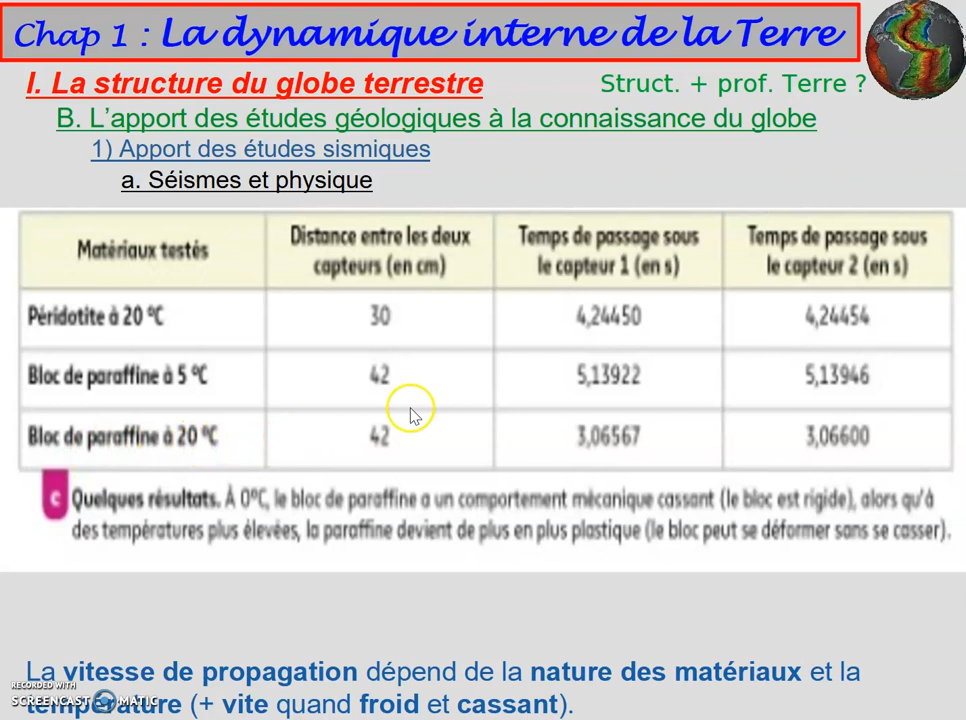 Chap 1 : La dynamique interne de la Terre
I. La structure du globe terrestre
Struct. + prof. Terre ?
B. L'apport des études géologiques à la connaissance du globe
1) Apport des études sismiques
a. Séismes et physique
Matériaux testés
Distance entre les deux capteurs (en cm)
Temps de passage sous le capteur 1 (en s)
Temps de passage sous le capteur 2 (en s)
Péridotite à 20 °C 30 4,24450 4,24454
Bloc de paraffine à 5 °C 42 5,13922 5,13946
Bloc de paraffine à 20 °C 42 3,06567 3,06600
c Quelques résultats. À 0°C, le bloc de paraffine a un comportement mécanique cassant (le bloc est rigide), alors qu'à
des températures plus élevées, la paraffine devient de plus en plus plastique (le bloc peut se déformer sans se casser).
La vitesse de propagation dépend de la nature des matériaux et la
température (+ vite quand froid et cassant).
RECORDED WITH
SCREENCAST MATIC